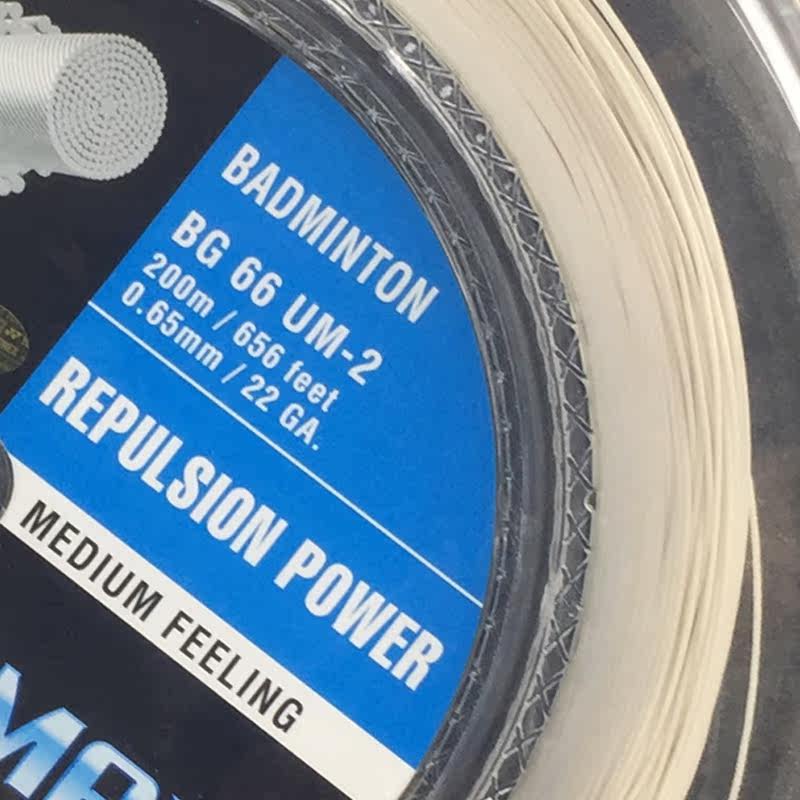 BADMINTON
BG 66 UM-2
200m / 656 feet
0.65mm / 22 GA.
REPULSION POWER
MEDIUM FEELING